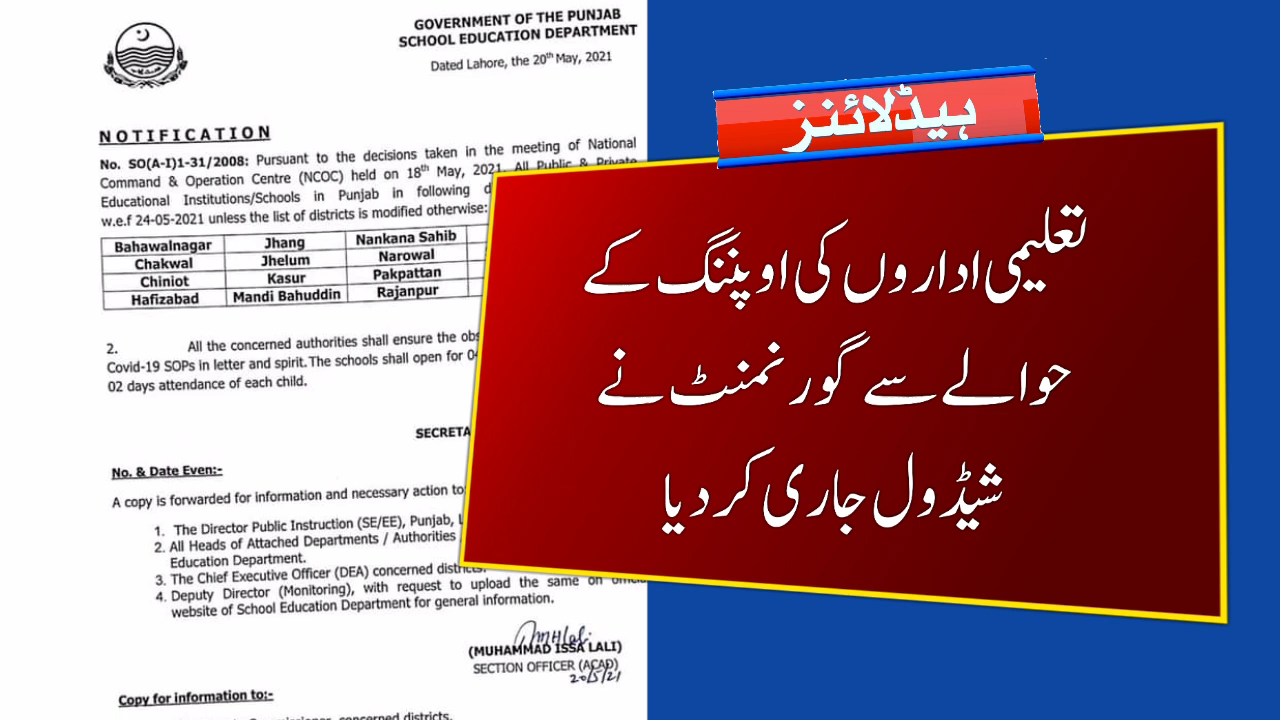 GOVERNMENT OF THE PUNJAB
SCHOOL EDUCATION DEPARTMENT
Dated Lahore, the 20th May, 2021
NOTIFICATION
No. SO(A-I)1-31/2008: Pursuant to the decisions taken in the meeting of National
Command & Operation Centre (NCOC) held on 18th May, 2021, All Public & Private
Educational Institutions/Schools in Punjab in following
w.e.f 24-05-2021 unless the list of districts is modified otherwise:
Bahawalnagar Jhang Nankana Sahib
Chakwal Jhelum Narowal
Chiniot Kasur Pakpattan
Hafizabad Mandi Bahuddin Rajanpur
2. All the concerned authorities shall ensure the
Covid-19 SOPs in letter and spirit. The schools shall open for
02 days attendance of each child.
No. & Date Even:-
A copy is forwarded for information and necessary action to
1. The Director Public Instruction (SE/EE), Punjab,
2. All Heads of Attached Departments / Authorities
Education Department.
3. The Chief Executive Officer (DEA) concerned districts.
4. Deputy Director (Monitoring), with request to upload the same on
website of School Education Department for general information.
(MUHAMMAD ISSA LALI)
SECTION OFFICER (ACAD)
20/5/21
Copy for information to:-
concerned districts.
ہیڈلائنز
تعلیمی اداروں کی اوپننگ کے
حوالے سے گورنمنٹ نے
شیڈول جاری کر دیا